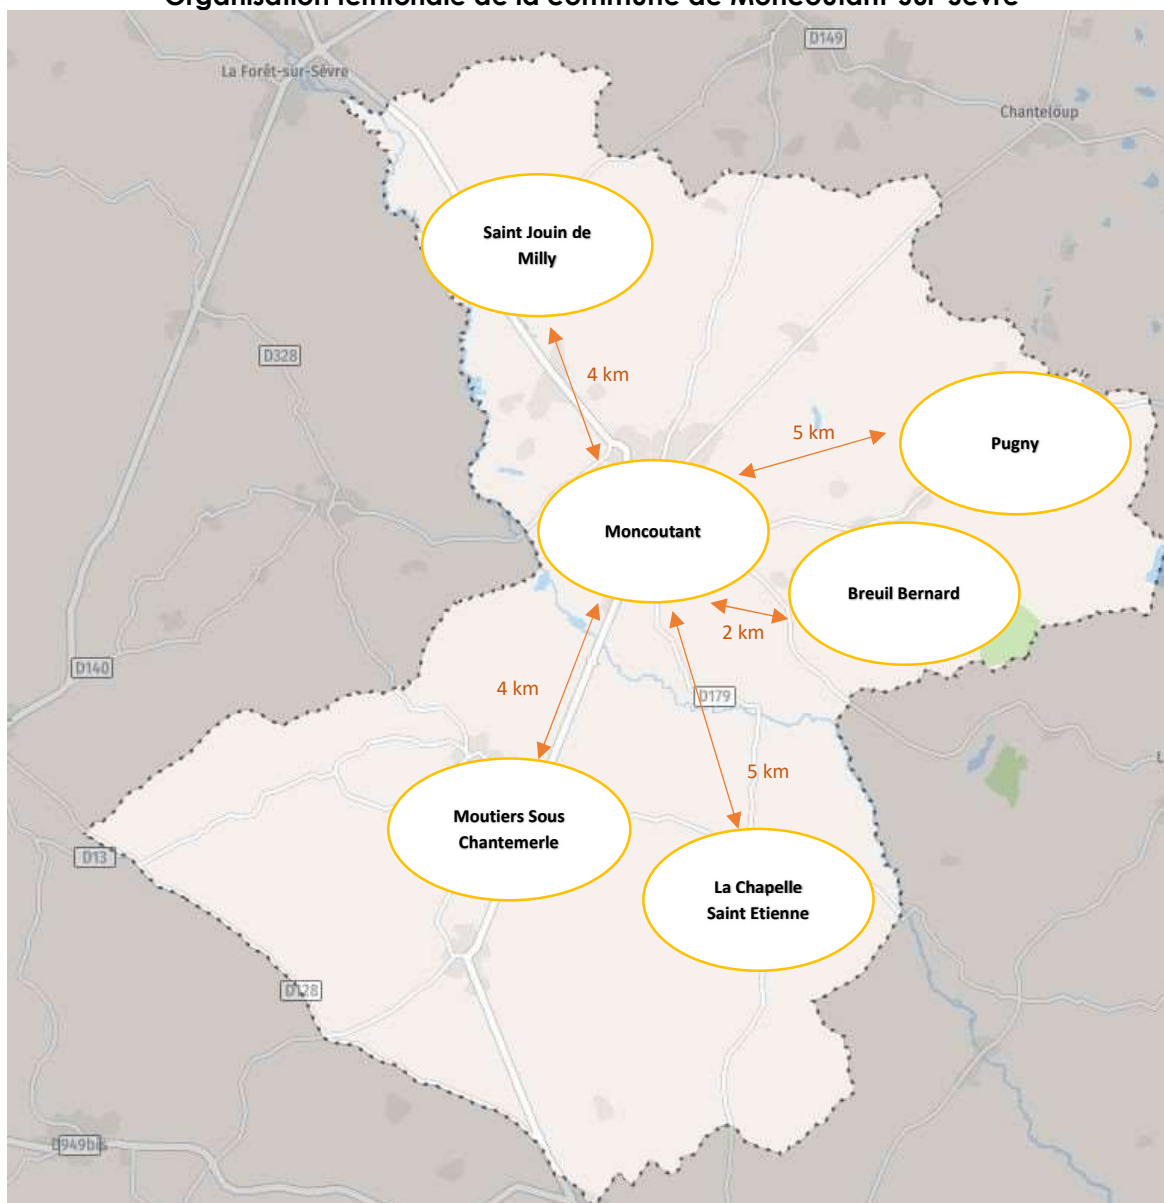 Organisation territoriale de la commune de Moncoutant-sur-Sèvre
D149
La Forêt-sur-Sèvre
Chanteloup
Saint Jouin de
Milly
D328
4 km
5 km
Pugny
Moncoutant
Breuil Bernard
2 km
D140
4 km
D179
5 km
Moutiers Sous
Chantemerle
D13
La Chapelle
Saint Etienne
D128
D949bis